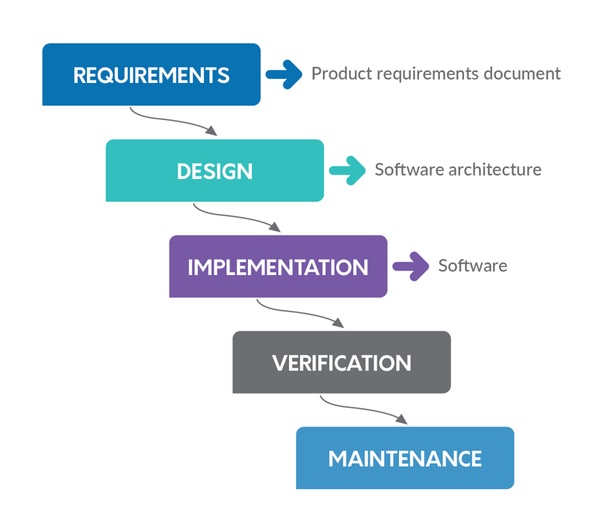 REQUIREMENTS
Product requirements document
DESIGN
Software architecture
IMPLEMENTATION
Software
VERIFICATION
MAINTENANCE